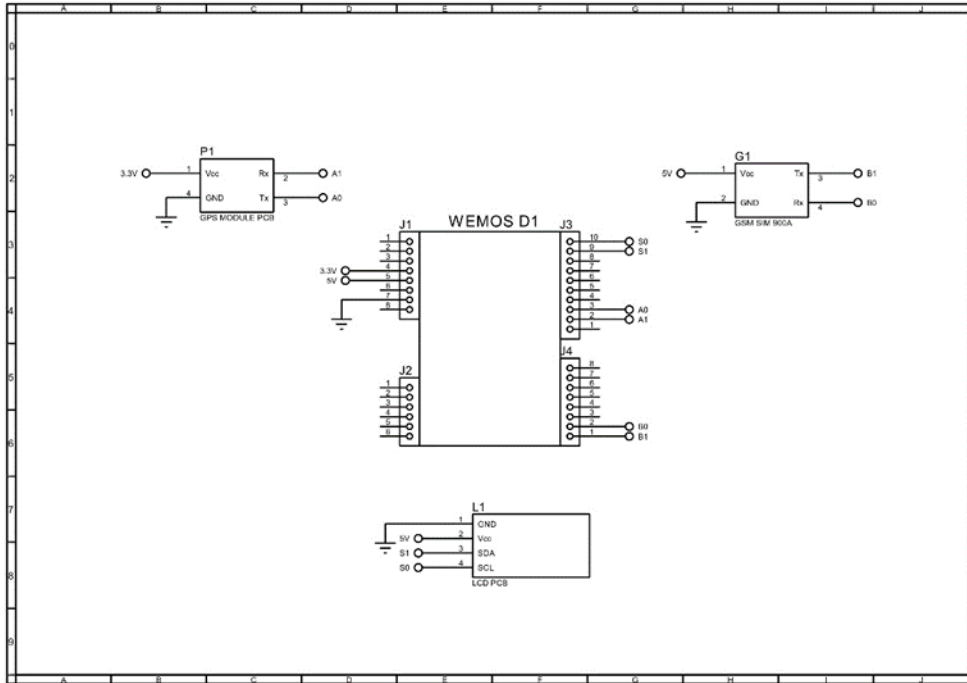 A B C D E F G H I J
0
1
2
3
4
5
6
7
8
9
P1
3.3V 1 Vcc Rx 2 A1
4 GND Tx 3 A0
GPS MODULE PCB
G1
5V 1 Vcc Tx 3 B1
2 GND Rx 4 B0
GSM SIM 900A
WEMOS D1
J1
1
2
3
3.3V 4
5V 5
6
7
8
J3
10 S0
9 S1
8
7
6
5
4
3 A0
2 A1
1
J2
1
2
3
4
5
6
J4
8
7
6
5
4
3
2 B0
1 B1
L1
1 GND
5V 2 Vcc
S1 3 SDA
S0 4 SCL
LCD PCB
A B C D E F G H I J